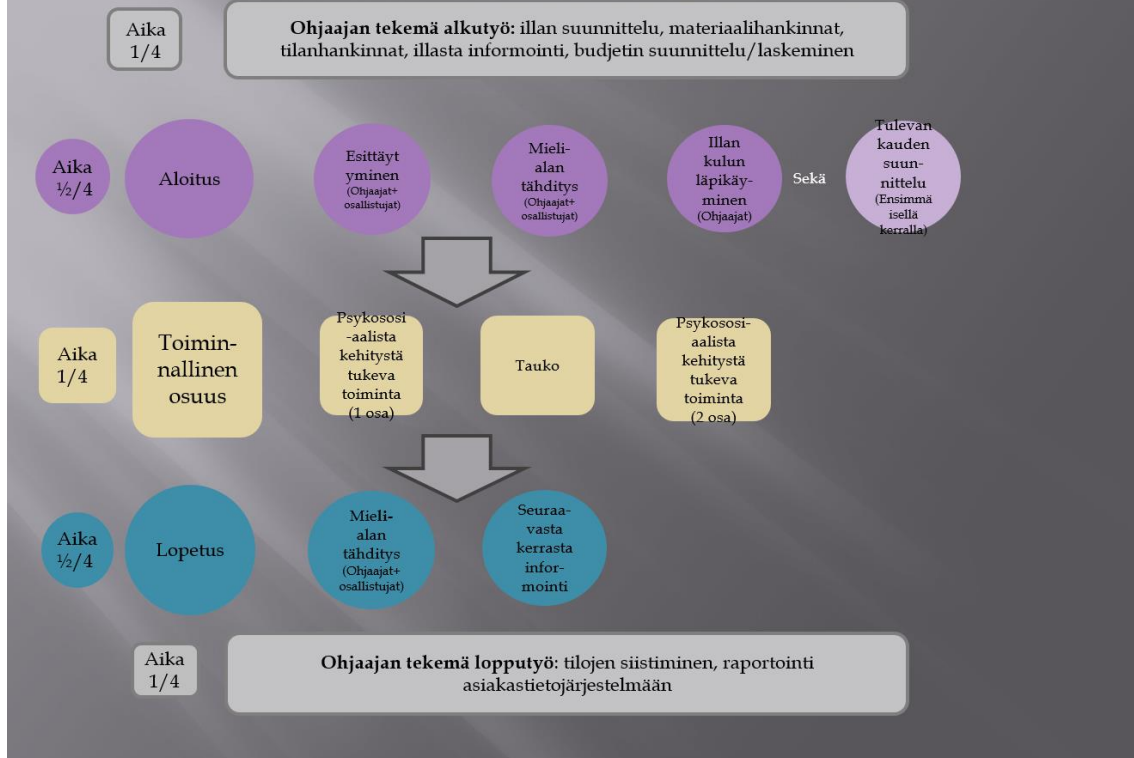 Aika
1/4
Ohjaajan tekemä alkutyö: illan suunnittelu, materiaalihankinnat,
tilanhankinnat, illasta informointi, budjetin suunnittelu/laskeminen
Aika
½/4
Aloitus
Esittäyt
yminen
(Ohjaajat+
osallistujat)
Mieli-
alan
tähditys
(Ohjaajat+
osallistujat)
Illan
kulun
läpikäy-
minen
(Ohjaajat)
Sekä
Tulevan
kauden
suun-
nittelu
(Ensimmä
isellä
kerralla)
Aika
1/4
Toimin-
nallinen
osuus
Psykososi
-aalista
kehitystä
tukeva
toiminta
(1 osa)
Tauko
Psykososi-
aalista
kehitystä
tukeva
toiminta
(2 osa)
Aika
½/4
Lopetus
Mieli-
alan
tähditys
(Ohjaajat+
osallistujat)
Seuraa-
vasta
kerrasta
infor-
mointi
Aika
1/4
Ohjaajan tekemä lopputyö: tilojen siistiminen, raportointi
asiakastietojärjestelmään